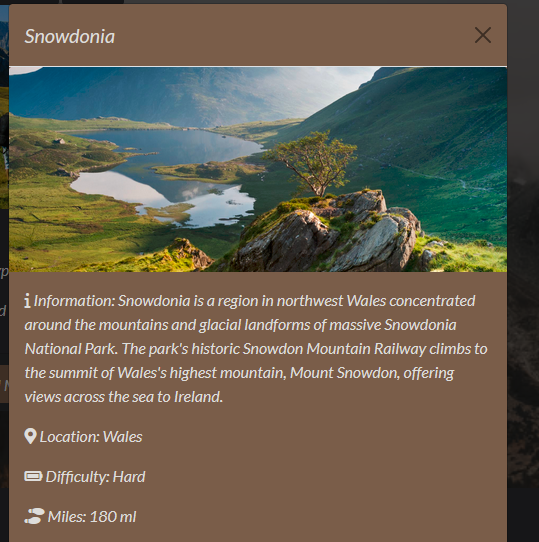 Snowdonia
Information: Snowdonia is a region in northwest Wales concentrated
around the mountains and glacial landforms of massive Snowdonia
National Park. The park's historic Snowdon Mountain Railway climbs to
the summit of Wales's highest mountain, Mount Snowdon, offering
views across the sea to Ireland.
Location: Wales
Difficulty: Hard
Miles: 180 ml